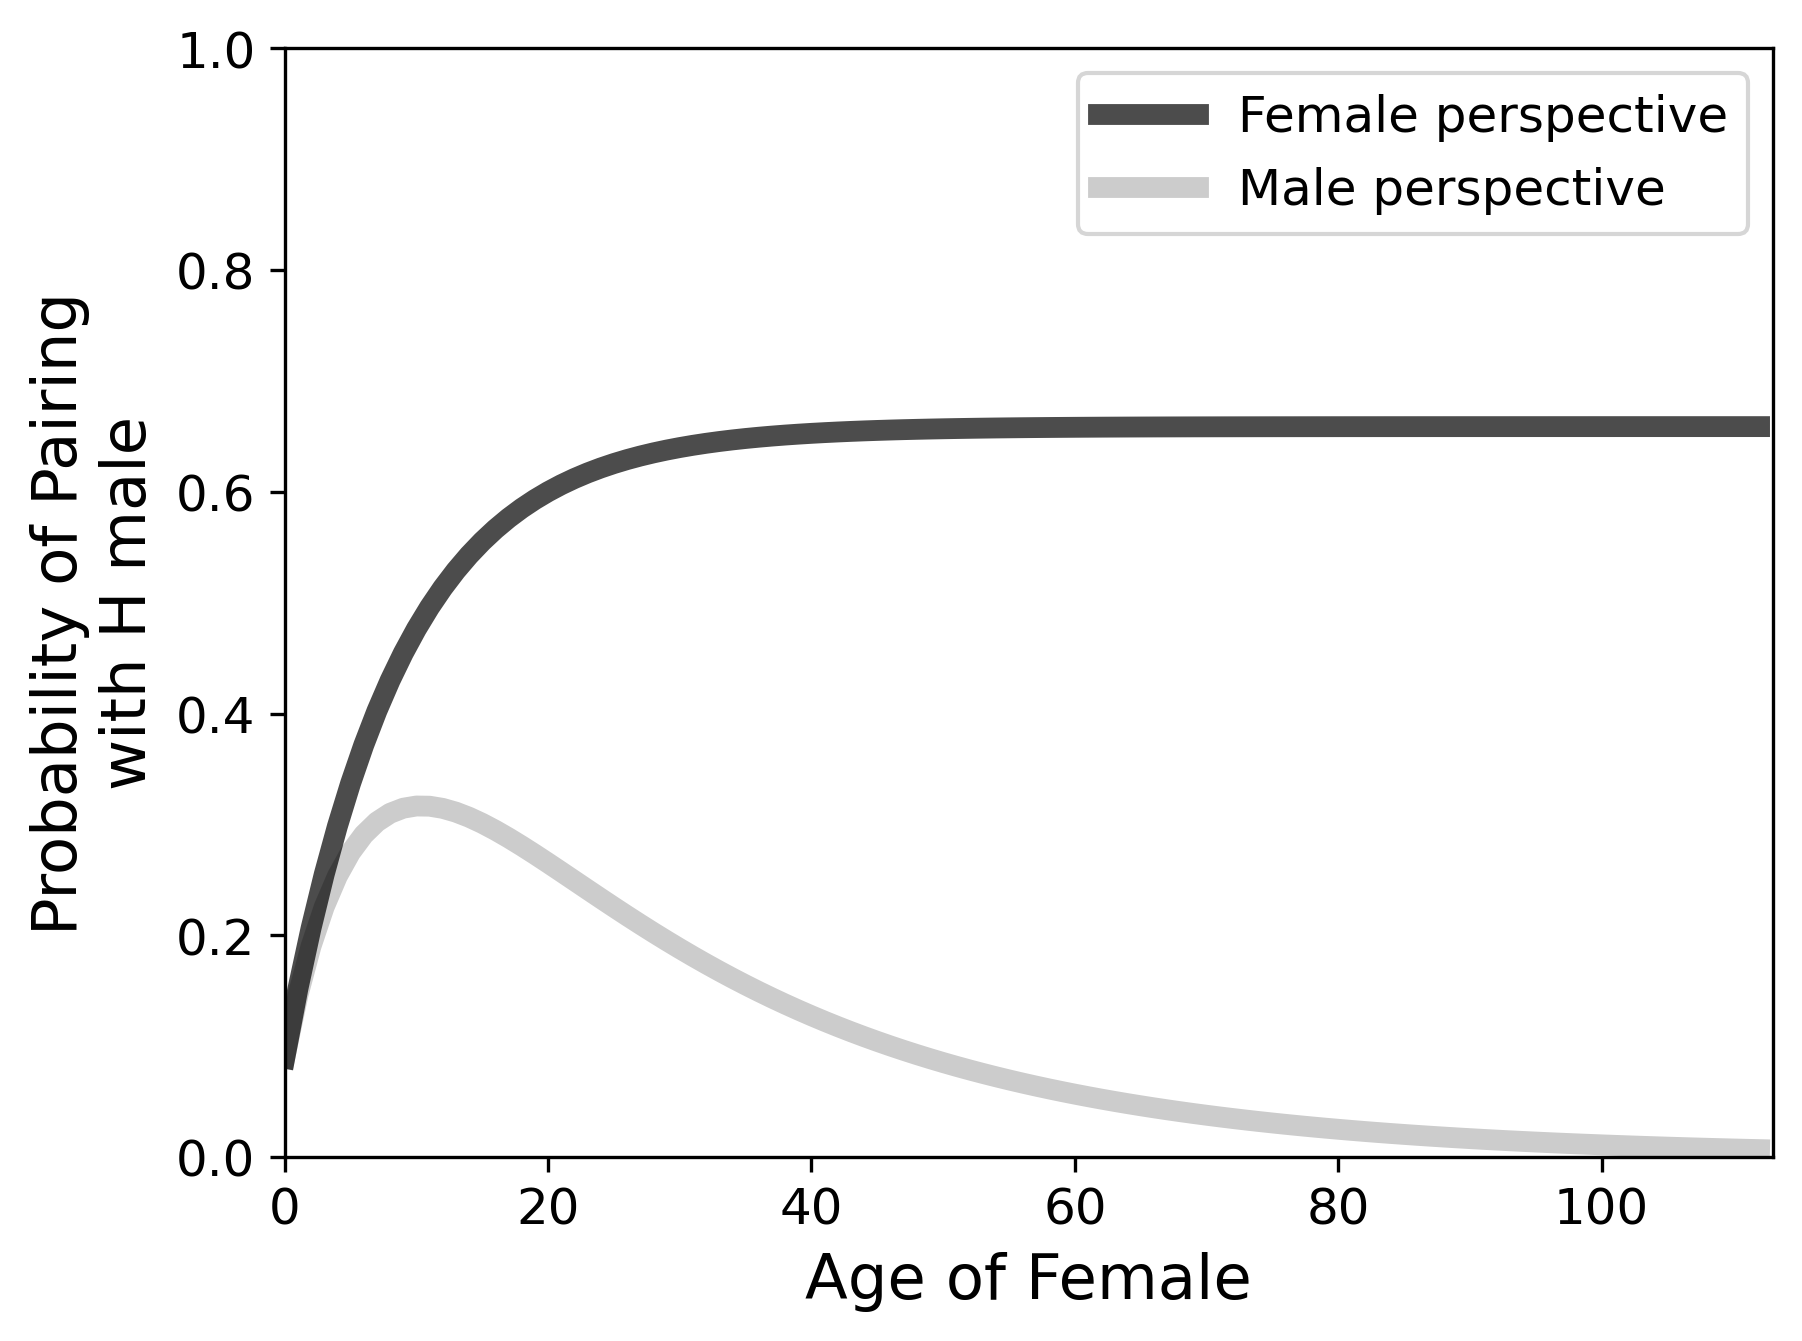 Probability of Pairing
with H male
1.0
0.8
0.6
0.4
0.2
0.0
Female perspective
Male perspective
0 20 40 60 80 100
Age of Female